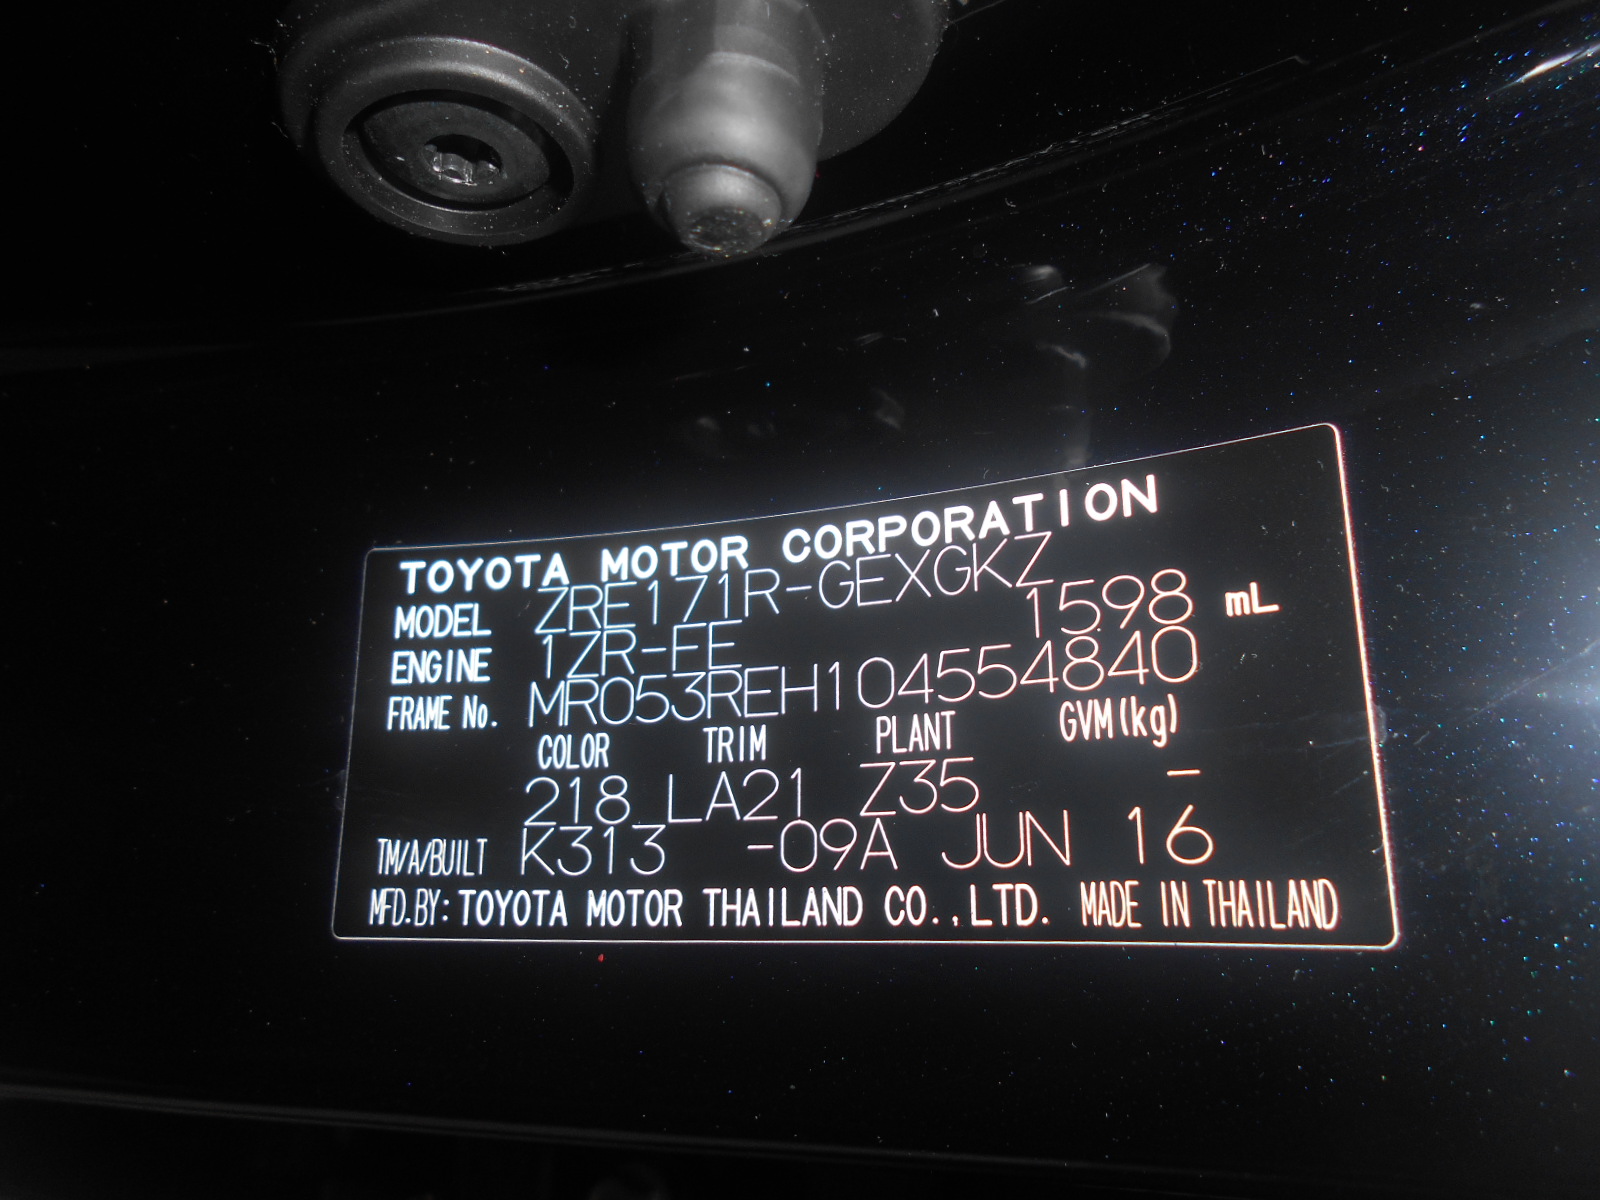 TOYOTA MOTOR CORPORATION
MODEL ZRE171R-GEXGKZ
ENGINE 1ZR-FE 1598 mL
FRAME No. MR053REH104554840
COLOR TRIM PLANT GVM(kg)
218 LA21 Z35 –
TM/A/BUILT K313 -09A JUN 16
MFD.BY: TOYOTA MOTOR THAILAND CO.,LTD. MADE IN THAILAND